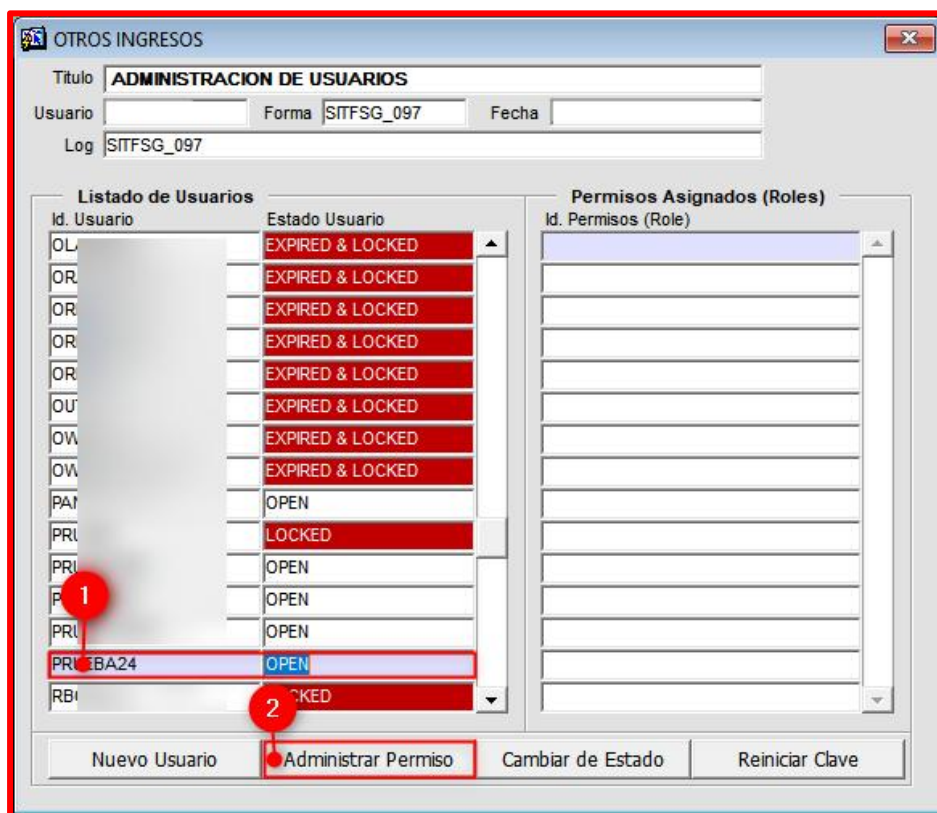 OTROS INGRESOS
Titulo ADMINISTRACION DE USUARIOS
Usuario Forma SITFSG_097 Fecha
Log SITFSG_097
Listado de Usuarios Permisos Asignados (Roles)
Id. Usuario Estado Usuario Id. Permisos (Role)
EXPIRED & LOCKED
EXPIRED & LOCKED
EXPIRED & LOCKED
EXPIRED & LOCKED
EXPIRED & LOCKED
EXPIRED & LOCKED
EXPIRED & LOCKED
EXPIRED & LOCKED
OPEN
LOCKED
OPEN
1 OPEN
OPEN
PRUEBA24 OPEN
2
Nuevo Usuario Administrar Permiso Cambiar de Estado Reiniciar Clave